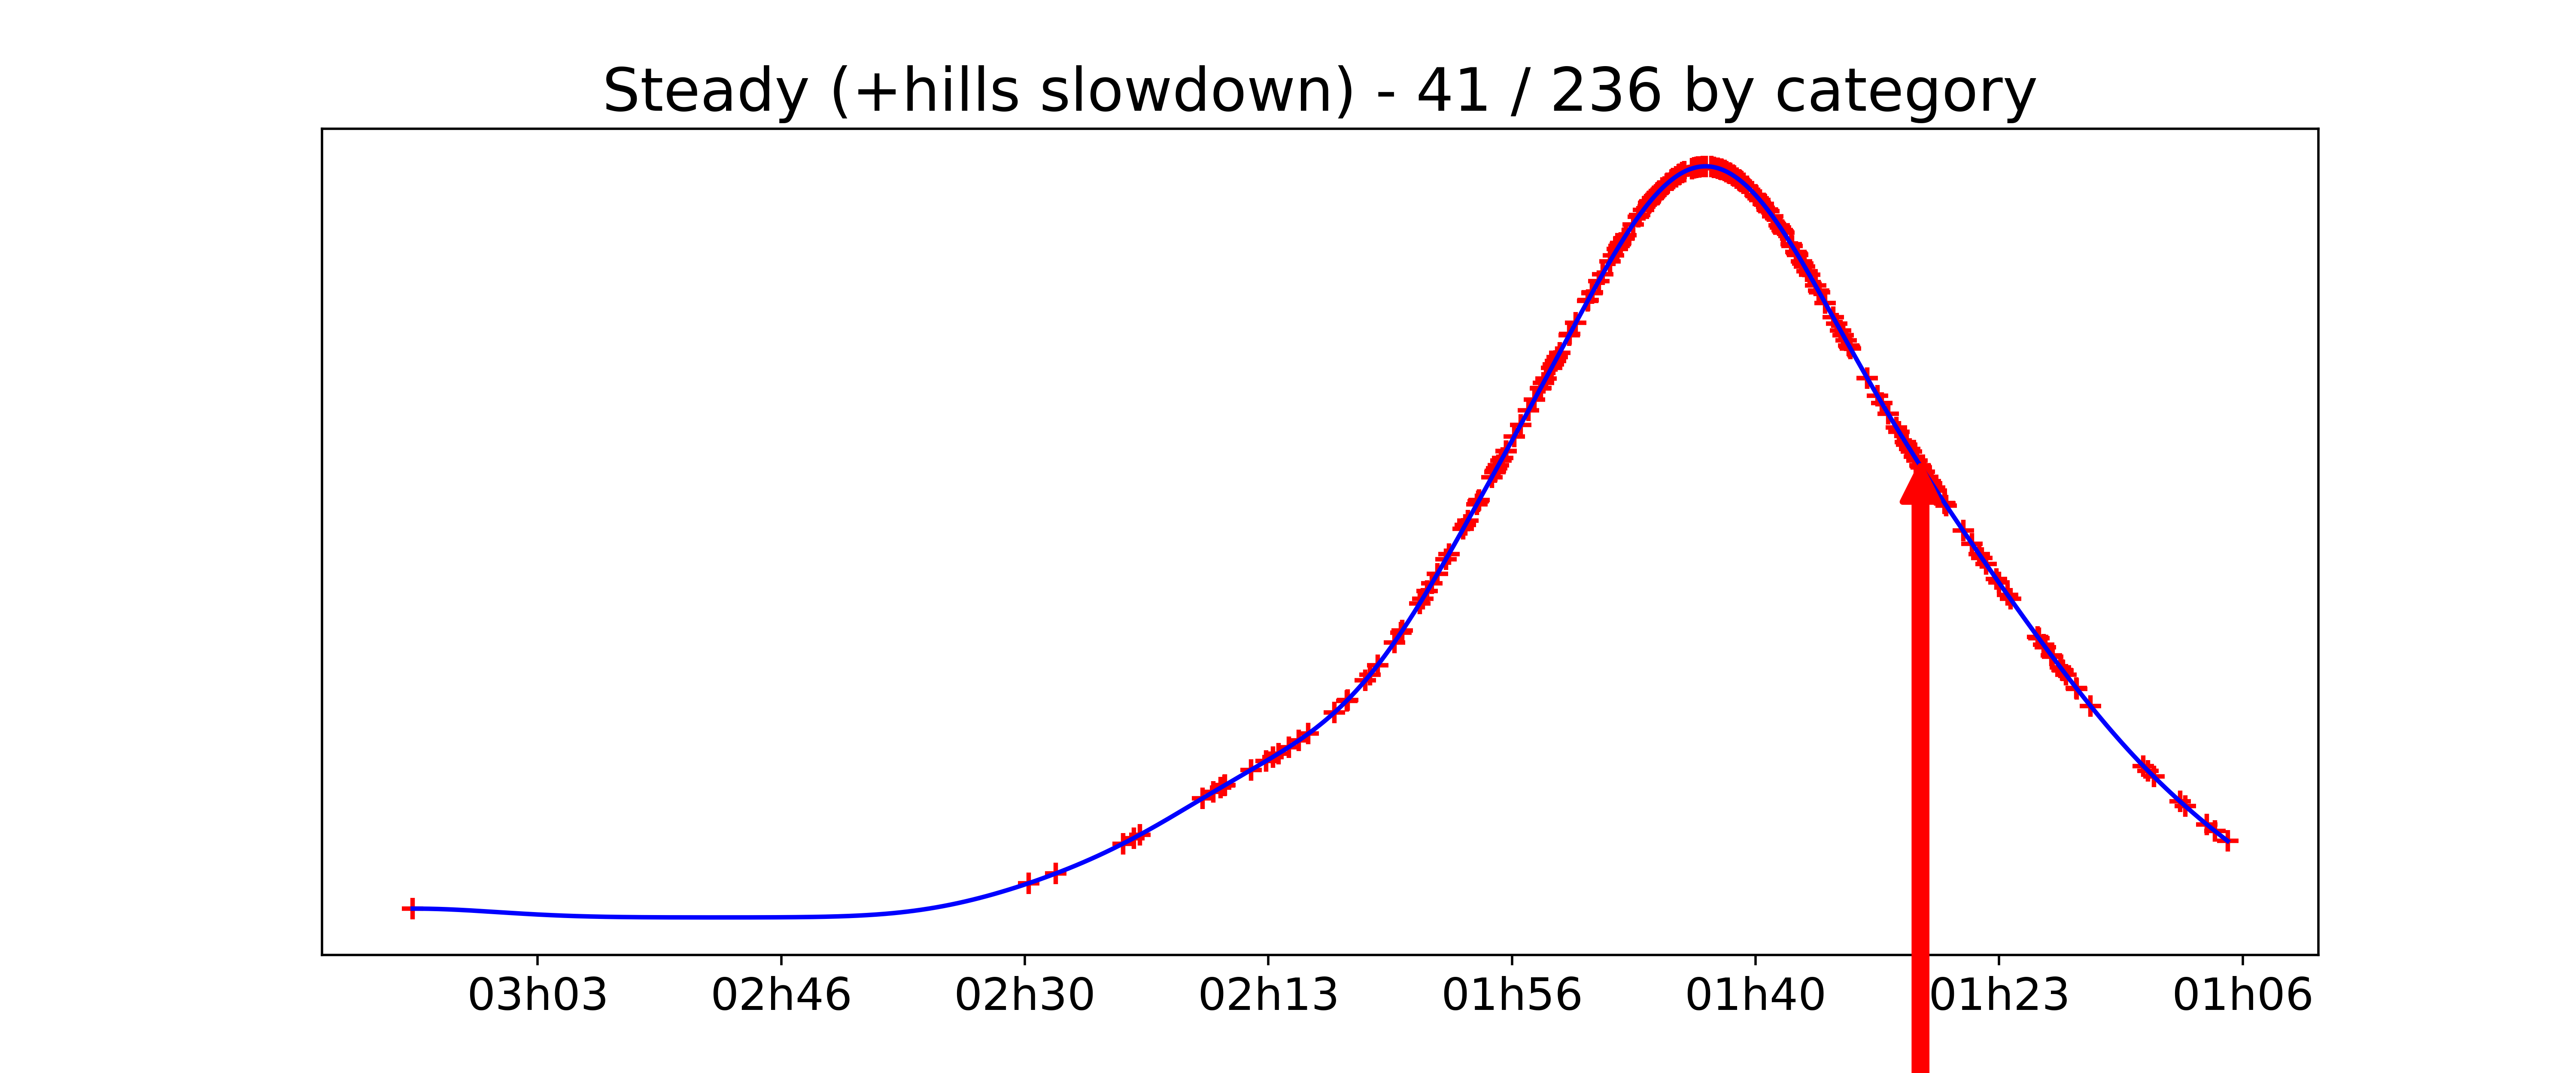 Steady (+hills slowdown) - 41 / 236 by category
03h03 02h46 02h30 02h13 01h56 01h40 01h23 01h06